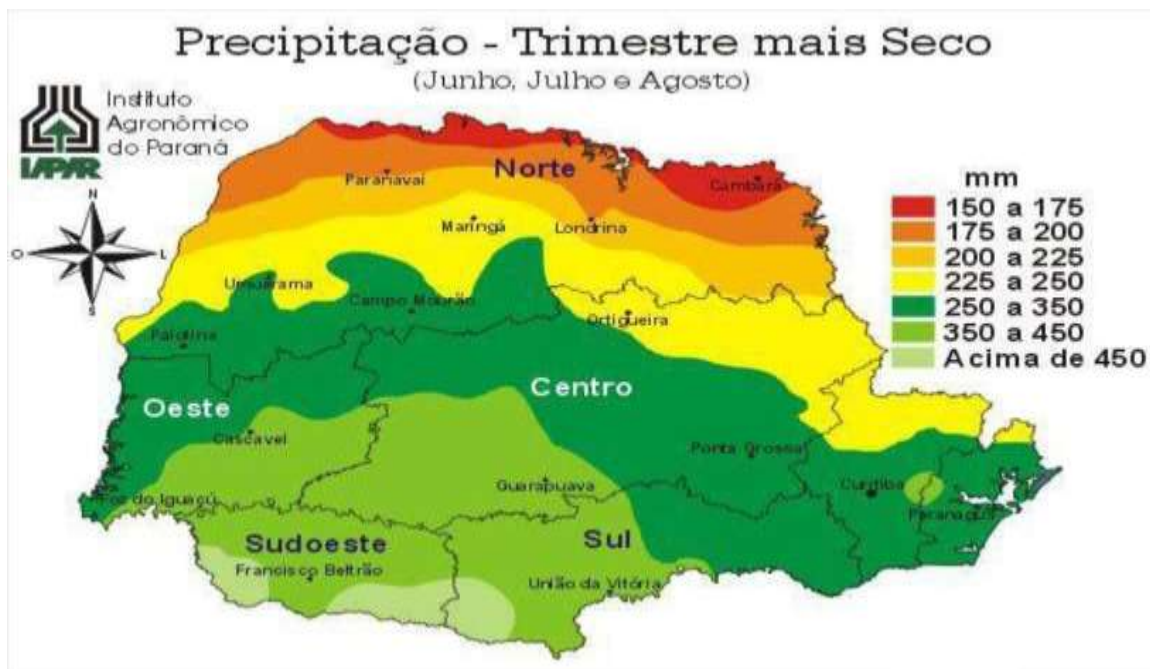 Precipitação - Trimestre mais Seco
(Junho, Julho e Agosto)
Instituto
Agronômico
do Paraná
IAPAR
N
O
L
S
mm
150 a 175
175 a 200
200 a 225
225 a 250
250 a 350
350 a 450
Acima de 450
Norte
Paranavaí
Cambará
Maringá
Londrina
Umuarama
Campo Mourão
Ortigueira
Palotina
Oeste
Centro
Cascavel
Ponta Grossa
Foz do Iguaçú
Guarapuava
Curitiba
Paranaguá
Sudoeste
Sul
Francisco Beltrão
União da Vitória